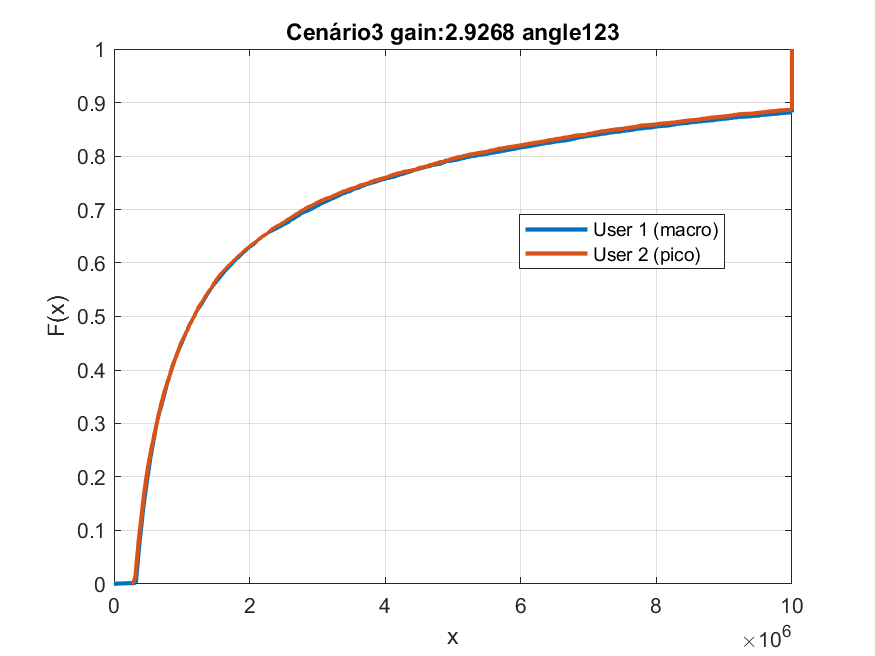 Cenário3 gain:2.9268 angle123
1
0.9
0.8
0.7
0.6
0.5
0.4
0.3
0.2
0.1
0
F(x)
User 1 (macro)
User 2 (pico)
0 2 4 6 8 10
x
×10^6